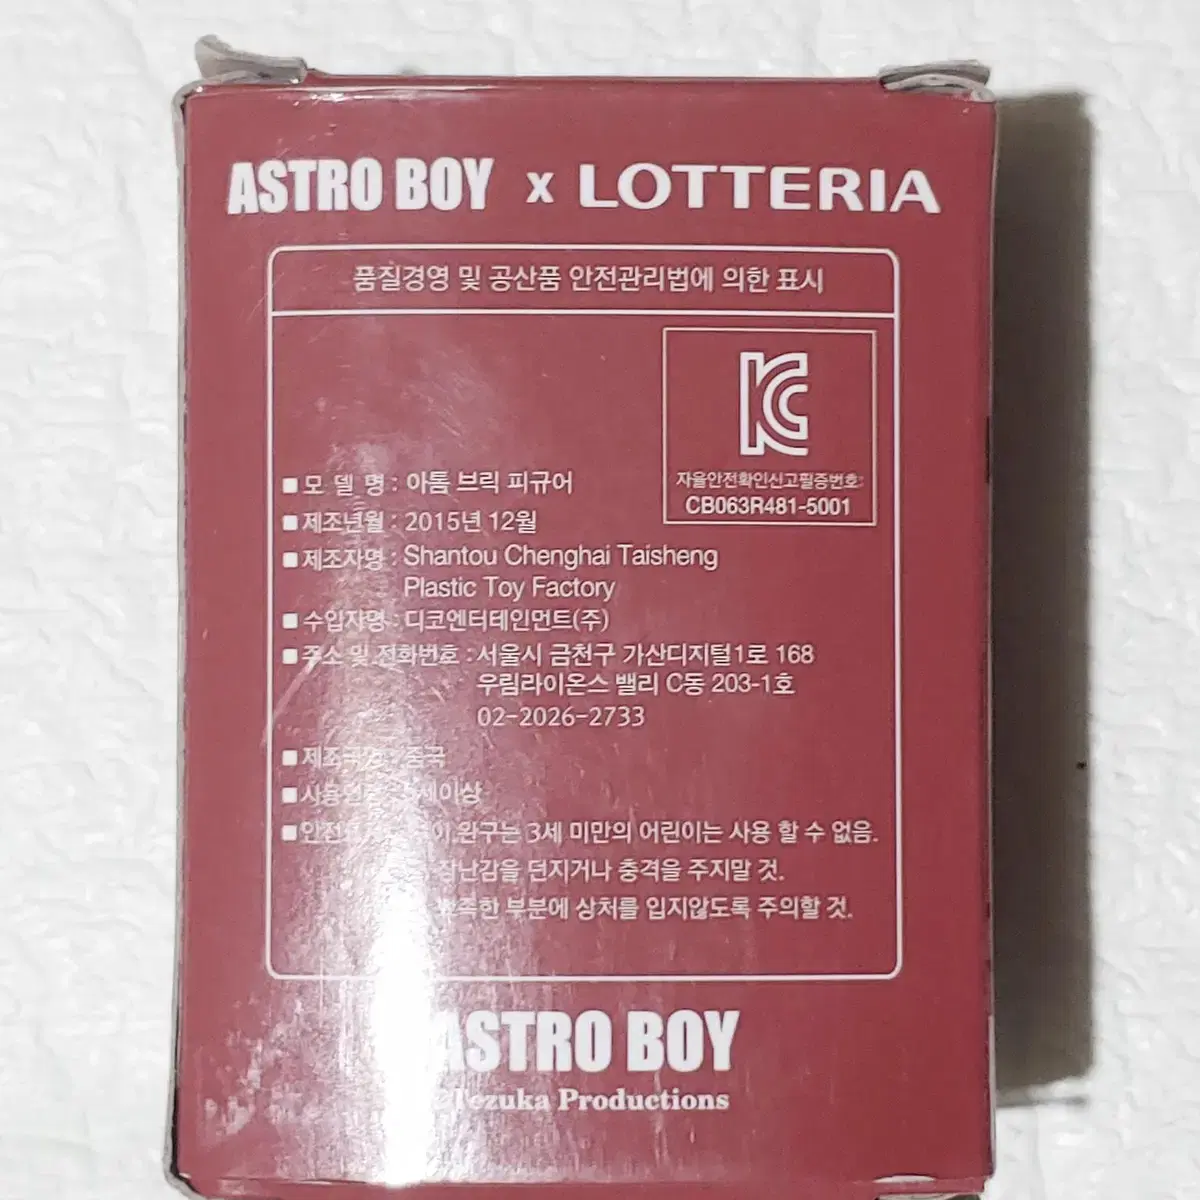 ASTRO BOY x LOTTERIA
품질경영 및 공산품 안전관리법에 의한 표시
KC
자율안전확인신고필증번호:
CB063R481-5001
■ 모 델 명 : 아톰 브릭 피규어
■ 제조년월 : 2015년 12월
■ 제조자명 : Shantou Chenghai Taisheng
Plastic Toy Factory
■ 수입자명 : 디코엔터테인먼트(주)
■ 주소 및 전화번호 : 서울시 금천구 가산디지털1로 168
우림라이온스 밸리 C동 203-1호
02-2026-2733
■ 제조국명 : 중국
■ 사용연령 :
■ 완구는 3세 미만의 어린이는 사용 할 수 없음.
장난감을 던지거나 충격을 주지말 것.
부분에 상처를 입지않도록 주의할 것.
ASTRO BOY
Tezuka Productions